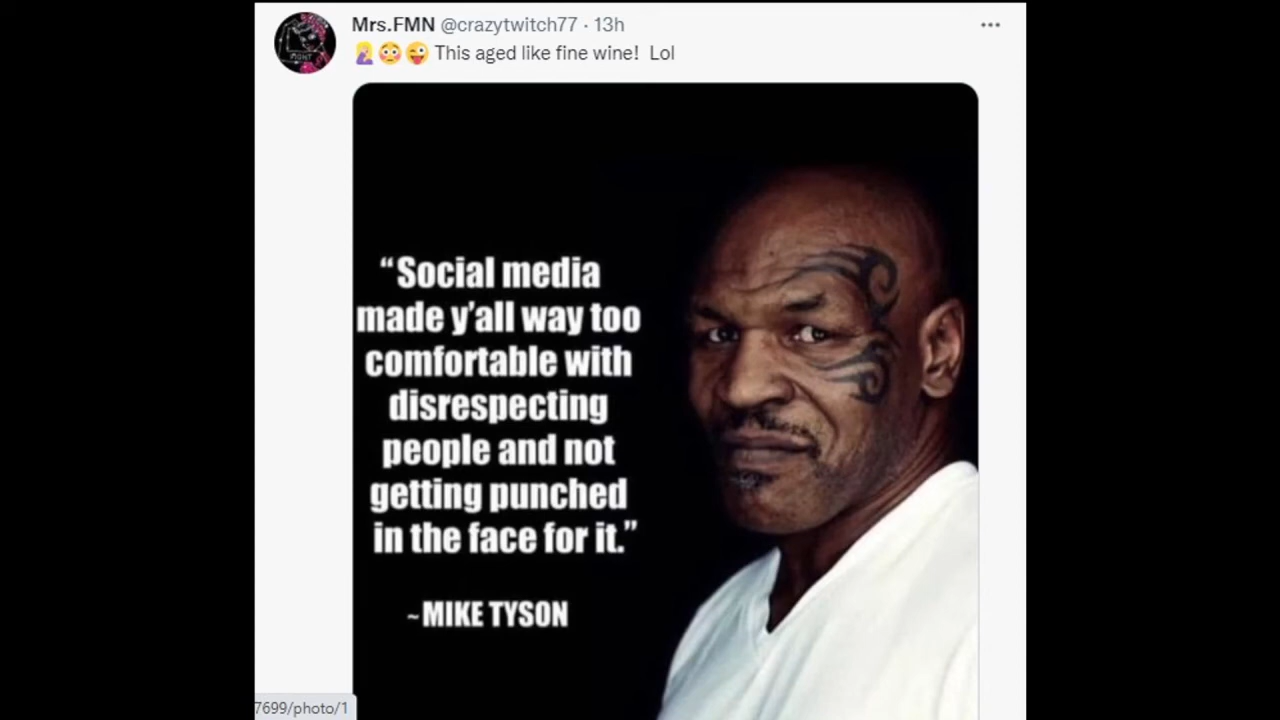 Mrs.FMN @crazytwitch77 · 13h
🤦‍♀️😳😜 This aged like fine wine! Lol
“Social media
made y’all way too
comfortable with
disrespecting
people and not
getting punched
in the face for it.”
~MIKE TYSON
7699/photo/1